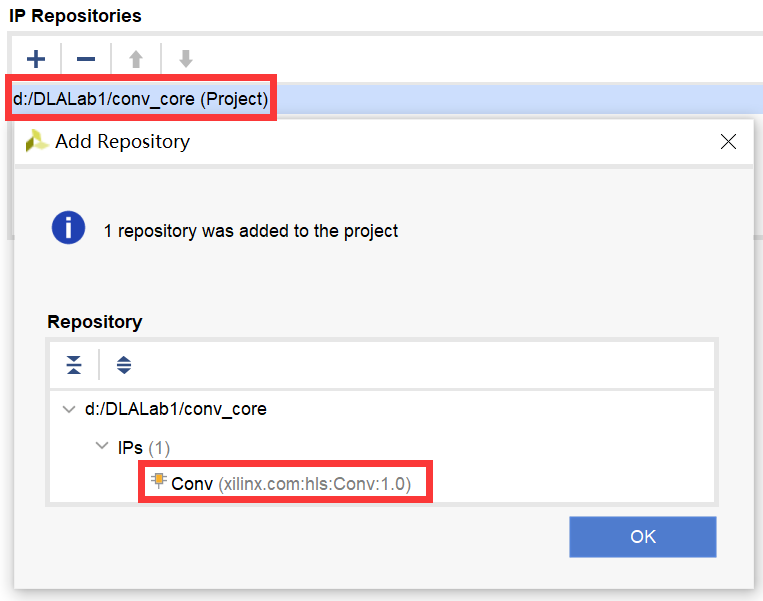 IP Repositories
d:/DLALab1/conv_core (Project)
Add Repository
1 repository was added to the project
Repository
d:/DLALab1/conv_core
IPs (1)
Conv (xilinx.com:hls:Conv:1.0)
OK